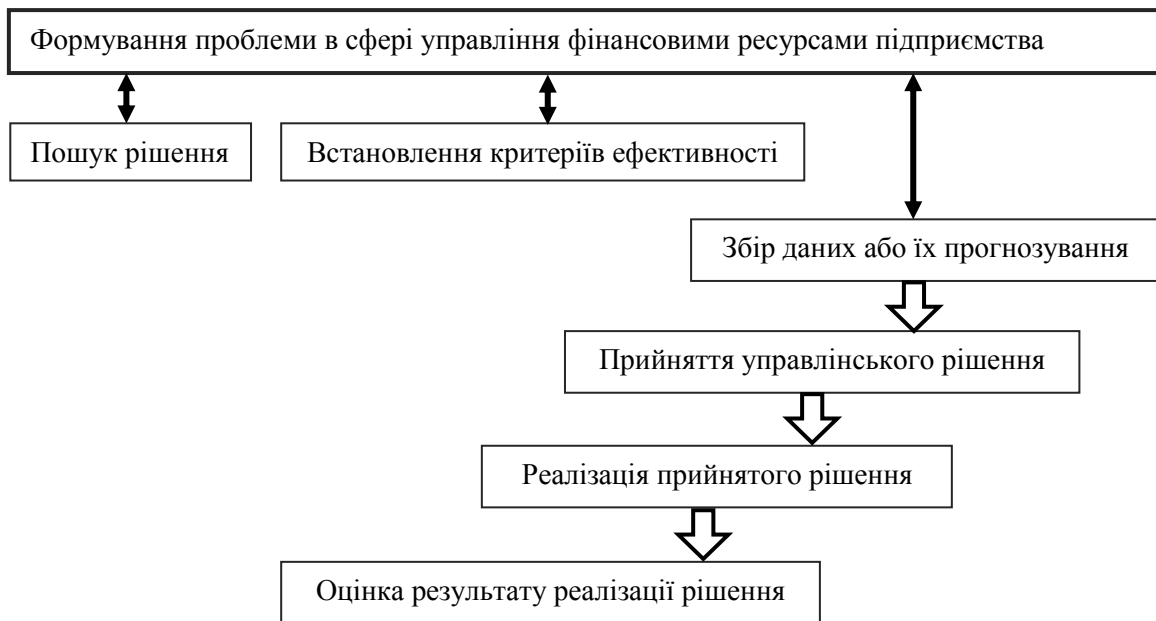 Формування проблеми в сфері управління фінансовими ресурсами підприємства
Пошук рішення
Встановлення критеріїв ефективності
Збір даних або їх прогнозування
Прийняття управлінського рішення
Реалізація прийнятого рішення
Оцінка результату реалізації рішення